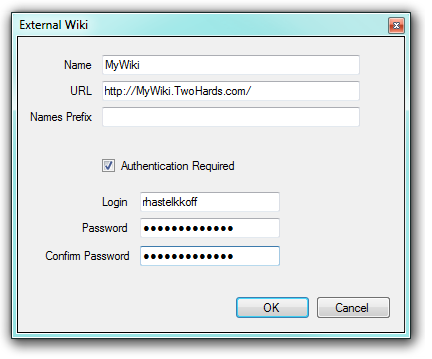 External Wiki
Name MyWiki
URL http://MyWiki.TwoHards.com/
Names Prefix
Authentication Required
Login rhastelkkoff
Password ●●●●●●●●●●●●●
Confirm Password ●●●●●●●●●●●●●
OK Cancel